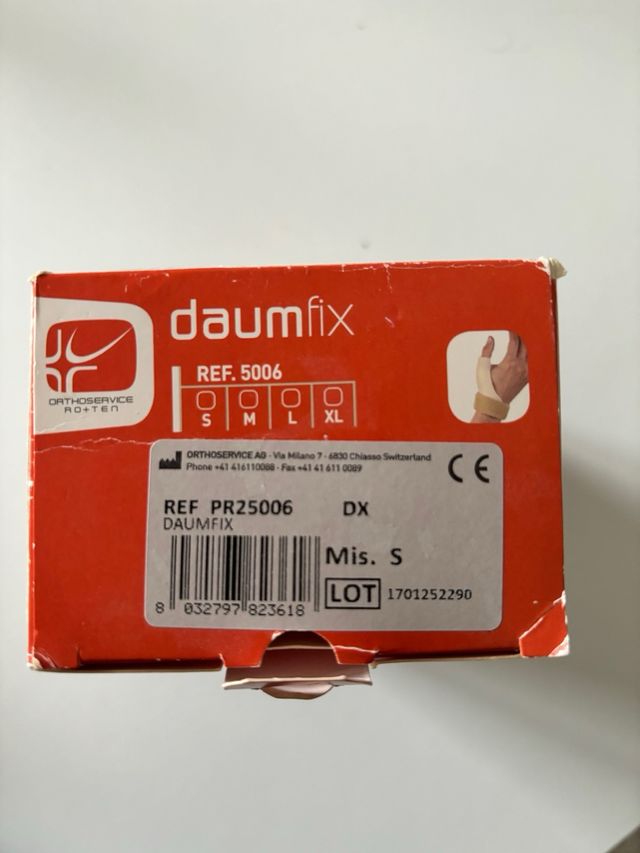 daumfix
ORTHOSERVICE
RO+TEN
REF. 5006
S M L XL
ORTHOSERVICE AG · Via Milano 7 · 6830 Chiasso Switzerland
Phone +41 416110088 · Fax +41 41 611 0089
CE
REF PR25006 DX
DAUMFIX
Mis. S
LOT 1701252290
8 032797 823618